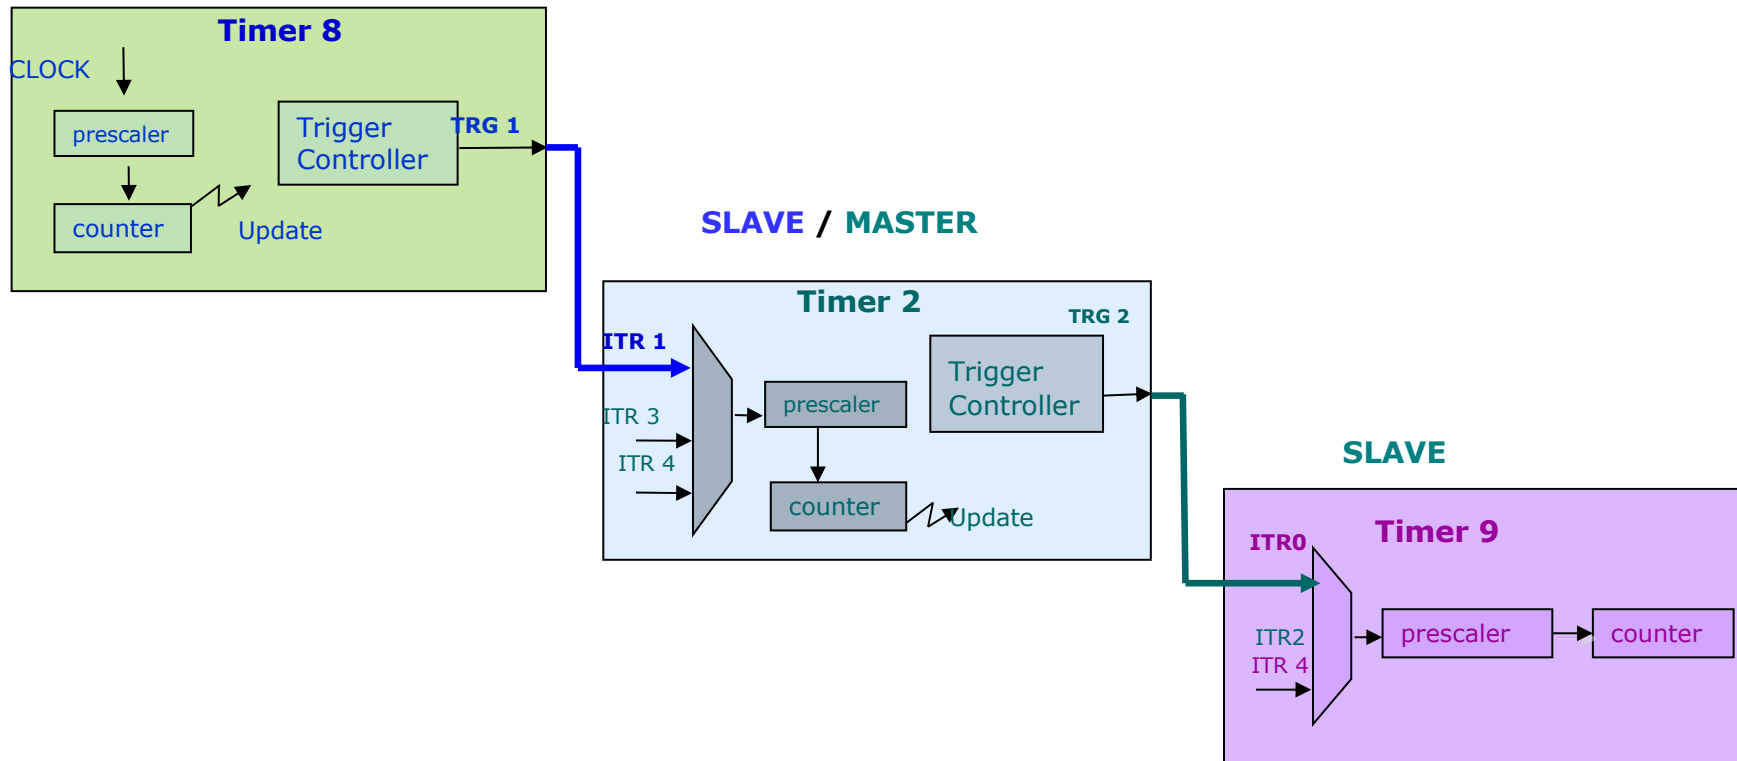 Timer 8
CLOCK
prescaler
counter
Update
Trigger
Controller
TRG 1
SLAVE / MASTER
Timer 2
ITR 1
ITR 3
ITR 4
prescaler
counter
Update
Trigger
Controller
TRG 2
SLAVE
Timer 9
ITR0
ITR2
ITR 4
prescaler
counter